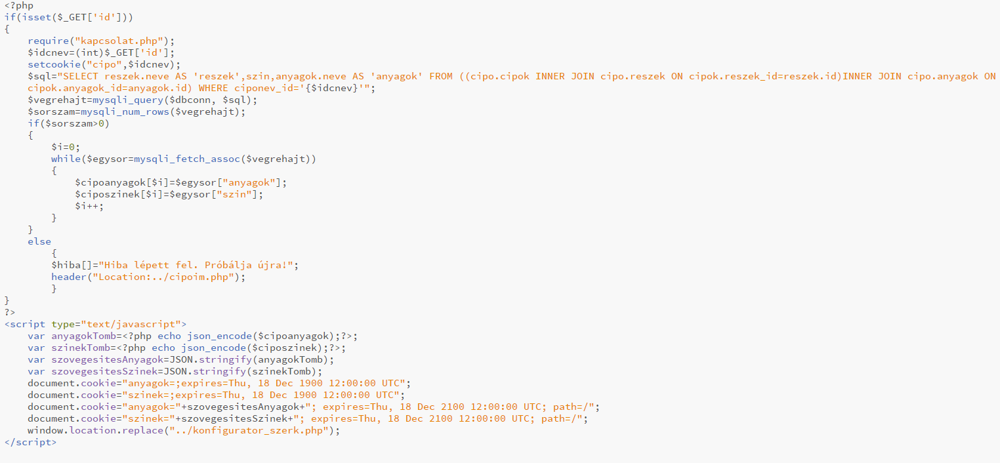 <?php
if(isset($_GET['id']))
{
    require("kapcsolat.php");
    $idcnev=(int)$_GET['id'];
    setcookie("cipo",$idcnev);
    $sql="SELECT reszek.neve AS 'reszek',szin,anyagok.neve AS 'anyagok' FROM ((cipo.cipok INNER JOIN cipo.reszek ON cipok.reszek_id=reszek.id)INNER JOIN cipo.anyagok ON
    cipok.anyagok_id=anyagok.id) WHERE ciponev_id='{$idcnev}'";
    $vegrehajt=mysqli_query($dbconn, $sql);
    $sorszam=mysqli_num_rows($vegrehajt);
    if($sorszam>0)
    {
        $i=0;
        while($egysor=mysqli_fetch_assoc($vegrehajt))
        {
            $cipoanyagok[$i]=$egysor["anyagok"];
            $ciposzinek[$i]=$egysor["szin"];
            $i++;
        }
    }
    else
        {
        $hiba[]="Hiba lépett fel. Próbálja újra!";
        header("Location:../cipoim.php");
        }
}
?>
<script type="text/javascript">
    var anyagokTomb=<?php echo json_encode($cipoanyagok);?>;
    var szinekTomb=<?php echo json_encode($ciposzinek);?>;
    var szovegesitesAnyagok=JSON.stringify(anyagokTomb);
    var szovegesitesSzinek=JSON.stringify(szinekTomb);
    document.cookie="anyagok=;expires=Thu, 18 Dec 1900 12:00:00 UTC";
    document.cookie="szinek=;expires=Thu, 18 Dec 1900 12:00:00 UTC";
    document.cookie="anyagok="+szovegesitesAnyagok+"; expires=Thu, 18 Dec 2100 12:00:00 UTC; path=/";
    document.cookie="szinek="+szovegesitesSzinek+"; expires=Thu, 18 Dec 2100 12:00:00 UTC; path=/";
    window.location.replace("../konfigurator_szerk.php");
</script>